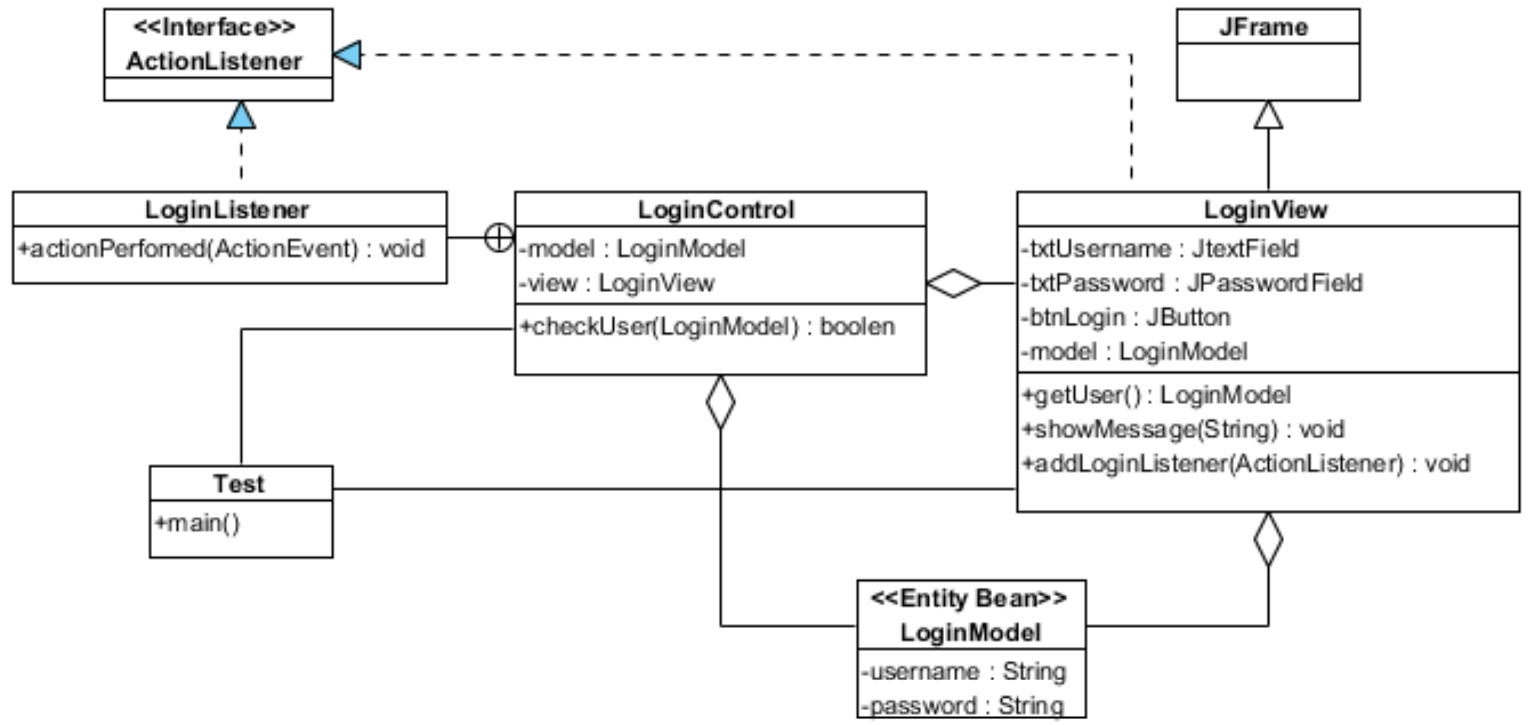 <<Interface>>
ActionListener
JFrame
LoginListener
+actionPerfomed(ActionEvent) : void
LoginControl
-model : LoginModel
-view : LoginView
+checkUser(LoginModel) : boolen
LoginView
-txtUsername : JtextField
-txtPassword : JPasswordField
-btnLogin : JButton
-model : LoginModel
+getUser() : LoginModel
+showMessage(String) : void
+addLoginListener(ActionListener) : void
Test
+main()
<<Entity Bean>>
LoginModel
-username : String
-password : String